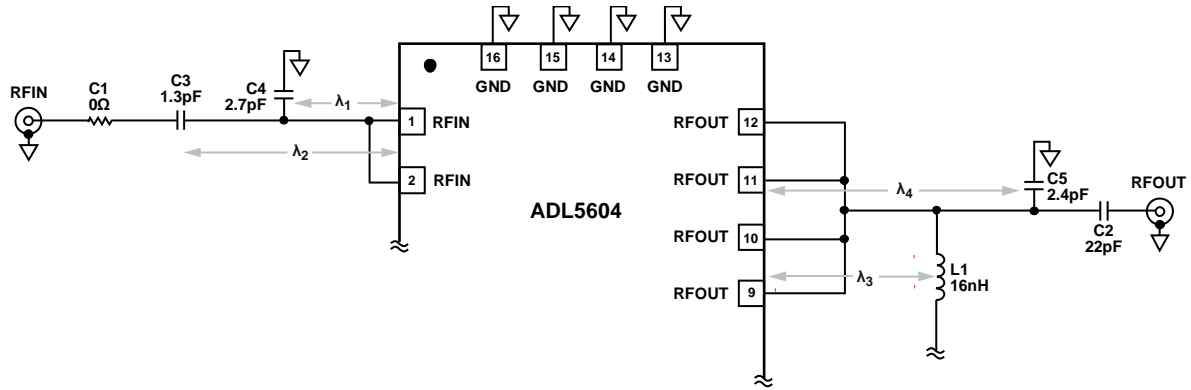 16
15
14
13
GND
GND
GND
GND
RFIN
C1
0Ω
C3
1.3pF
C4
2.7pF
λ1
λ2
1
RFIN
2
RFIN
ADL5604
RFOUT
12
RFOUT
11
RFOUT
10
RFOUT
9
λ4
λ3
C5
2.4pF
RFOUT
C2
22pF
L1
16nH